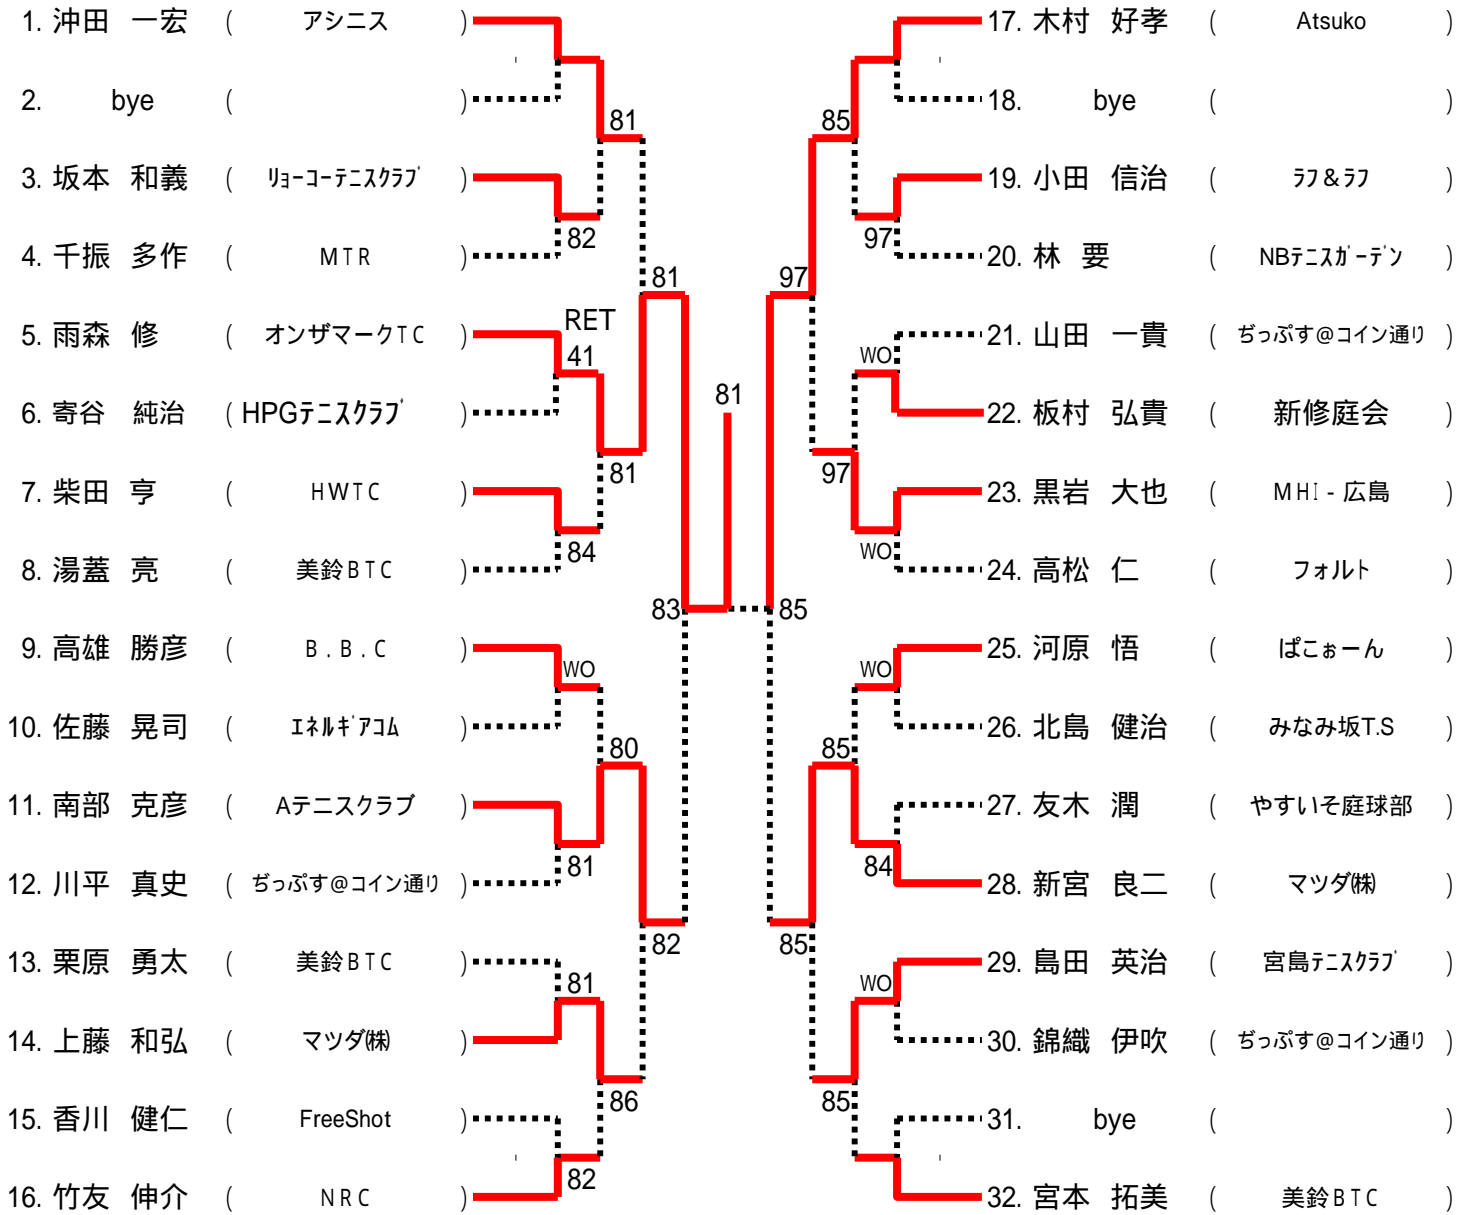 1. 沖田 一宏 ( アシニス )
2. bye ( )
81
3. 坂本 和義 ( リョーコーテニスクラブ )
82
4. 千振 多作 ( MTR )
81
RET
5. 雨森 修 ( オンザマークTC )
41
6. 寄谷 純治 ( HPGテニスクラブ )
81
7. 柴田 亨 ( HWTC )
84
8. 湯蓋 亮 ( 美鈴BTC )
83
9. 高雄 勝彦 ( B.B.C )
WO
10. 佐藤 晃司 ( エネルギアコム )
80
11. 南部 克彦 ( Aテニスクラブ )
81
12. 川平 真史 ( ぢっぷす@コイン通り )
82
13. 栗原 勇太 ( 美鈴BTC )
81
14. 上藤 和弘 ( マツダ㈱ )
86
15. 香川 健仁 ( FreeShot )
82
16. 竹友 伸介 ( NRC )
81
17. 木村 好孝 ( Atsuko )
18. bye ( )
85
19. 小田 信治 ( ラフ&ラフ )
97
20. 林 要 ( NBテニスガーデン )
97
21. 山田 一貴 ( ぢっぷす@コイン通り )
WO
22. 板村 弘貴 ( 新修庭会 )
97
23. 黒岩 大也 ( MHI-広島 )
WO
24. 高松 仁 ( フォルト )
85
25. 河原 悟 ( ぱこぉーん )
WO
26. 北島 健治 ( みなみ坂T.S )
85
27. 友木 潤 ( やすいそ庭球部 )
84
28. 新宮 良二 ( マツダ㈱ )
85
29. 島田 英治 ( 宮島テニスクラブ )
WO
30. 錦織 伊吹 ( ぢっぷす@コイン通り )
85
31. bye ( )
32. 宮本 拓美 ( 美鈴BTC )